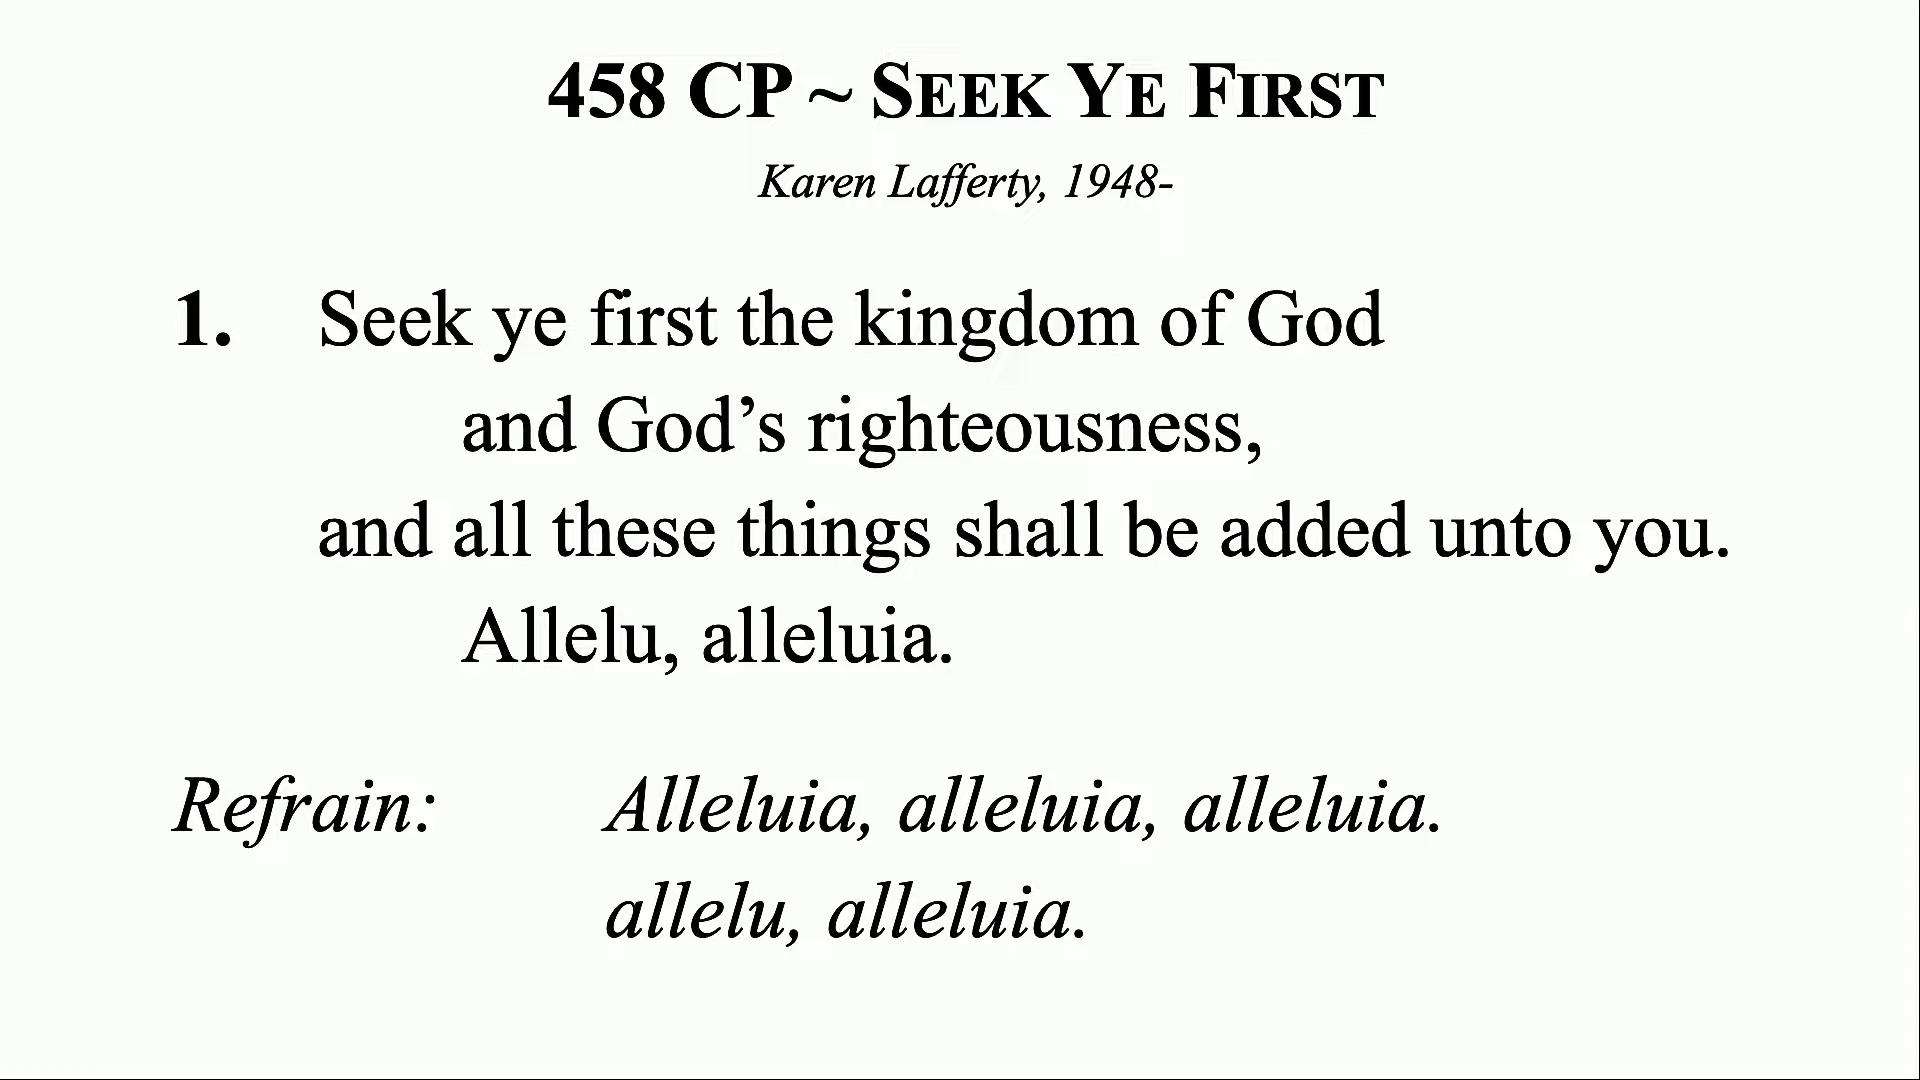 458 CP ~ SEEK YE FIRST
Karen Lafferty, 1948-
1. Seek ye first the kingdom of God
and God’s righteousness,
and all these things shall be added unto you.
Allelu, alleluia.
Refrain: Alleluia, alleluia, alleluia.
allelu, alleluia.